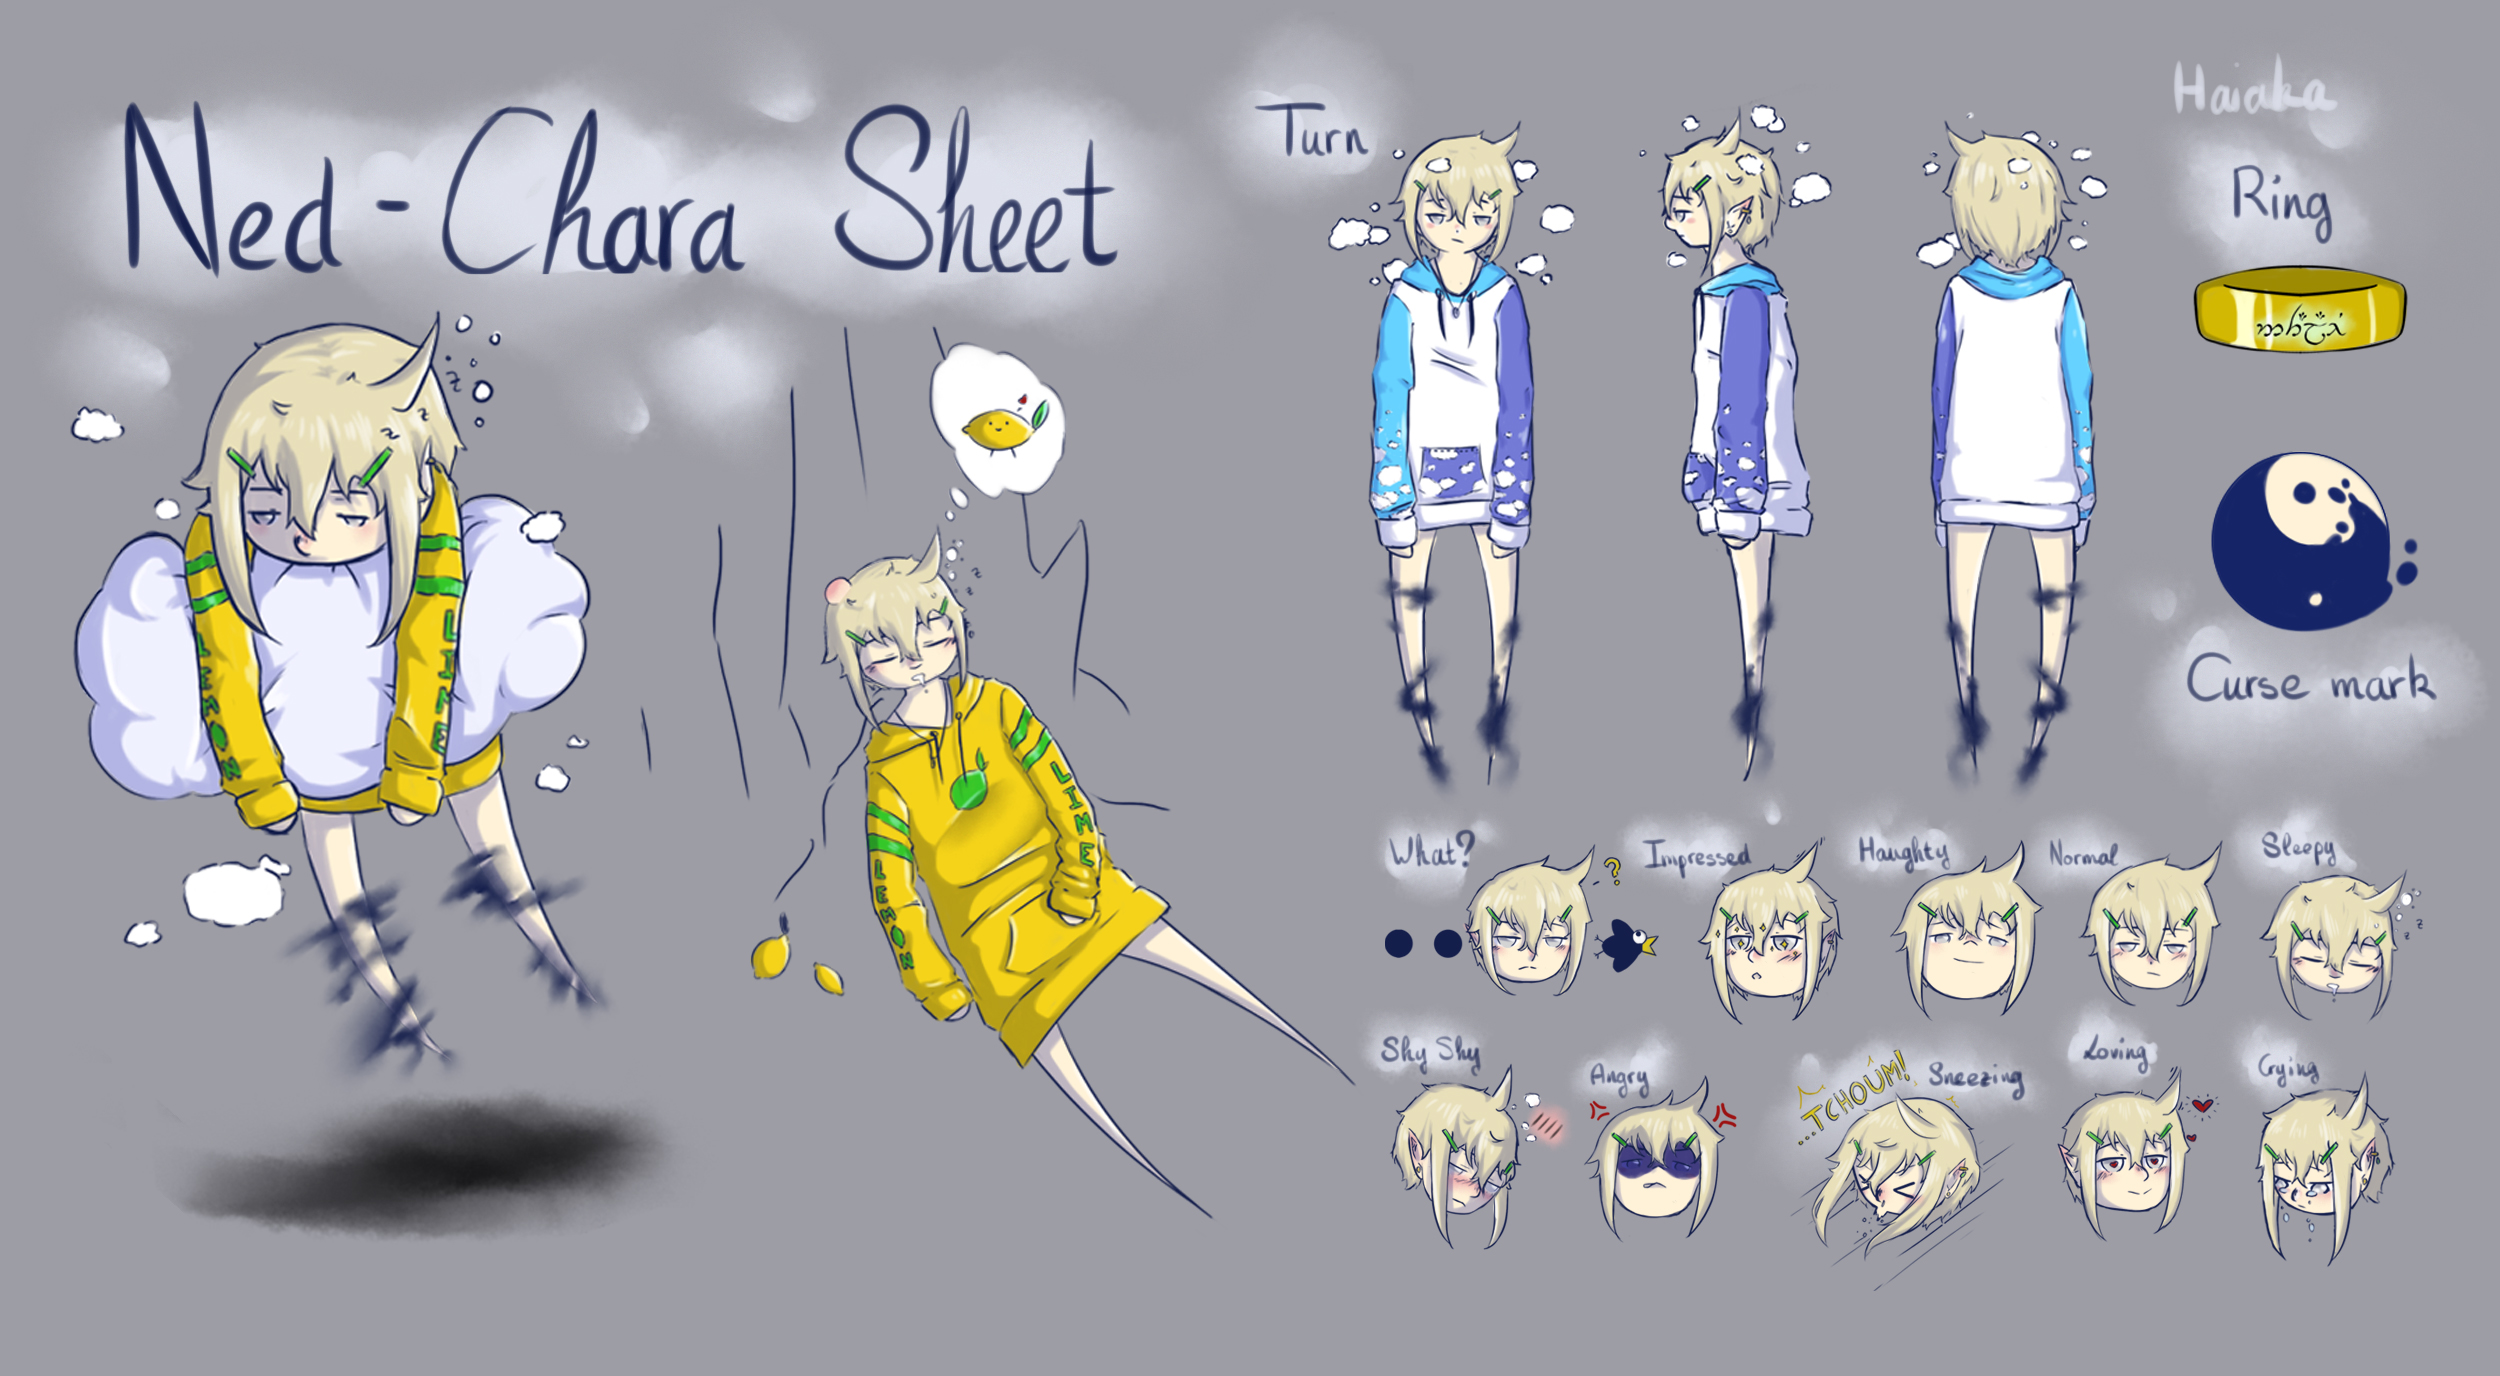 Ned - Chara Sheet
Turn
Haiaka
Ring
Curse mark
z
z
z
LEMON
LIME
z
z
LEMON
LIME
What?
?
Impressed
Haughty
Normal
Sleepy
z
z
Shy Shy
Angry
...TCHOUM!
Sneezing
Loving
Crying